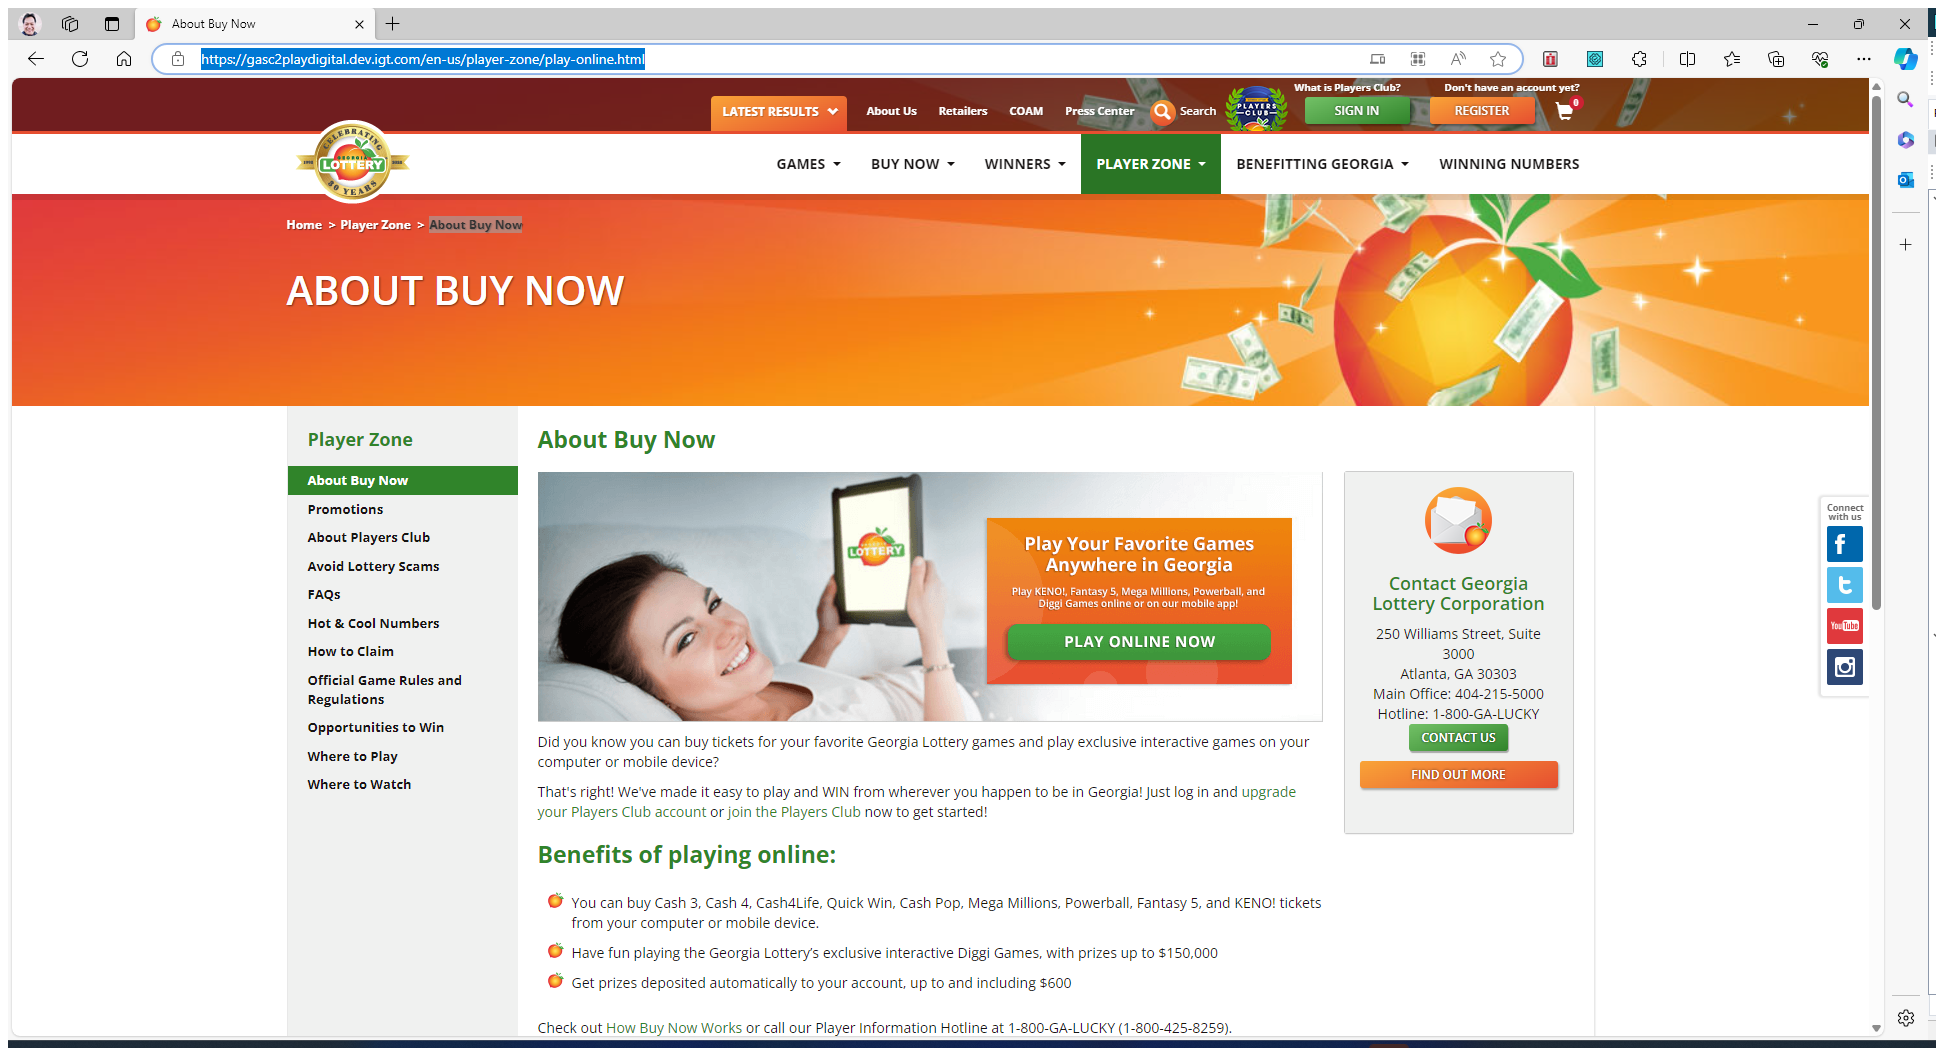 About Buy Now
https://gasc2playdigital.dev.igt.com/en-us/player-zone/play-online.html
What is Players Club?
Don't have an account yet?
LATEST RESULTS
About Us
Retailers
COAM
Press Center
Search
PLAYERS
CLUB
SIGN IN
REGISTER
0
CELEBRATING
GEORGIA
LOTTERY
30 YEARS
GAMES
BUY NOW
WINNERS
PLAYER ZONE
BENEFITTING GEORGIA
WINNING NUMBERS
Home > Player Zone > About Buy Now
ABOUT BUY NOW
Player Zone
About Buy Now
Promotions
About Players Club
Avoid Lottery Scams
FAQs
Hot & Cool Numbers
How to Claim
Official Game Rules and
Regulations
Opportunities to Win
Where to Play
Where to Watch
About Buy Now
LOTTERY
Play Your Favorite Games
Anywhere in Georgia
Play KENO!, Fantasy 5, Mega Millions, Powerball, and
Diggi Games online or on our mobile app!
PLAY ONLINE NOW
Did you know you can buy tickets for your favorite Georgia Lottery games and play exclusive interactive games on your
computer or mobile device?
That's right! We've made it easy to play and WIN from wherever you happen to be in Georgia! Just log in and upgrade
your Players Club account or join the Players Club now to get started!
Benefits of playing online:
You can buy Cash 3, Cash 4, Cash4Life, Quick Win, Cash Pop, Mega Millions, Powerball, Fantasy 5, and KENO! tickets
from your computer or mobile device.
Have fun playing the Georgia Lottery’s exclusive interactive Diggi Games, with prizes up to $150,000
Get prizes deposited automatically to your account, up to and including $600
Check out How Buy Now Works or call our Player Information Hotline at 1-800-GA-LUCKY (1-800-425-8259).
Contact Georgia
Lottery Corporation
250 Williams Street, Suite
3000
Atlanta, GA 30303
Main Office: 404-215-5000
Hotline: 1-800-GA-LUCKY
CONTACT US
FIND OUT MORE
Connect
with us
You Tube